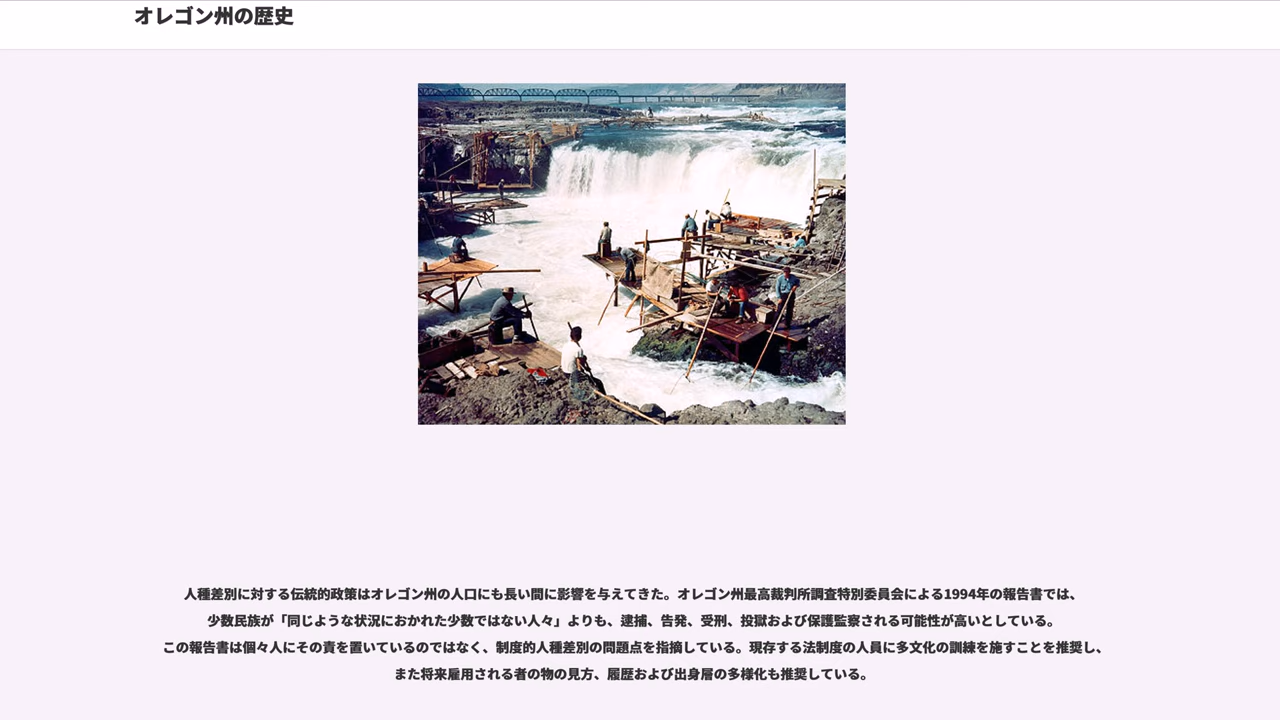 オレゴン州の歴史
人種差別に対する伝統的政策はオレゴン州の人口にも長い間に影響を与えてきた。オレゴン州最高裁判所調査特別委員会による1994年の報告書では、
少数民族が「同じような状況におかれた少数ではない人々」よりも、逮捕、告発、受刑、投獄および保護監察される可能性が高いとしている。
この報告書は個々人にその責を置いているのではなく、制度的人種差別の問題点を指摘している。現存する法制度の人員に多文化の訓練を施すことを推奨し、
また将来雇用される者の物の見方、履歴および出身層の多様化も推奨している。